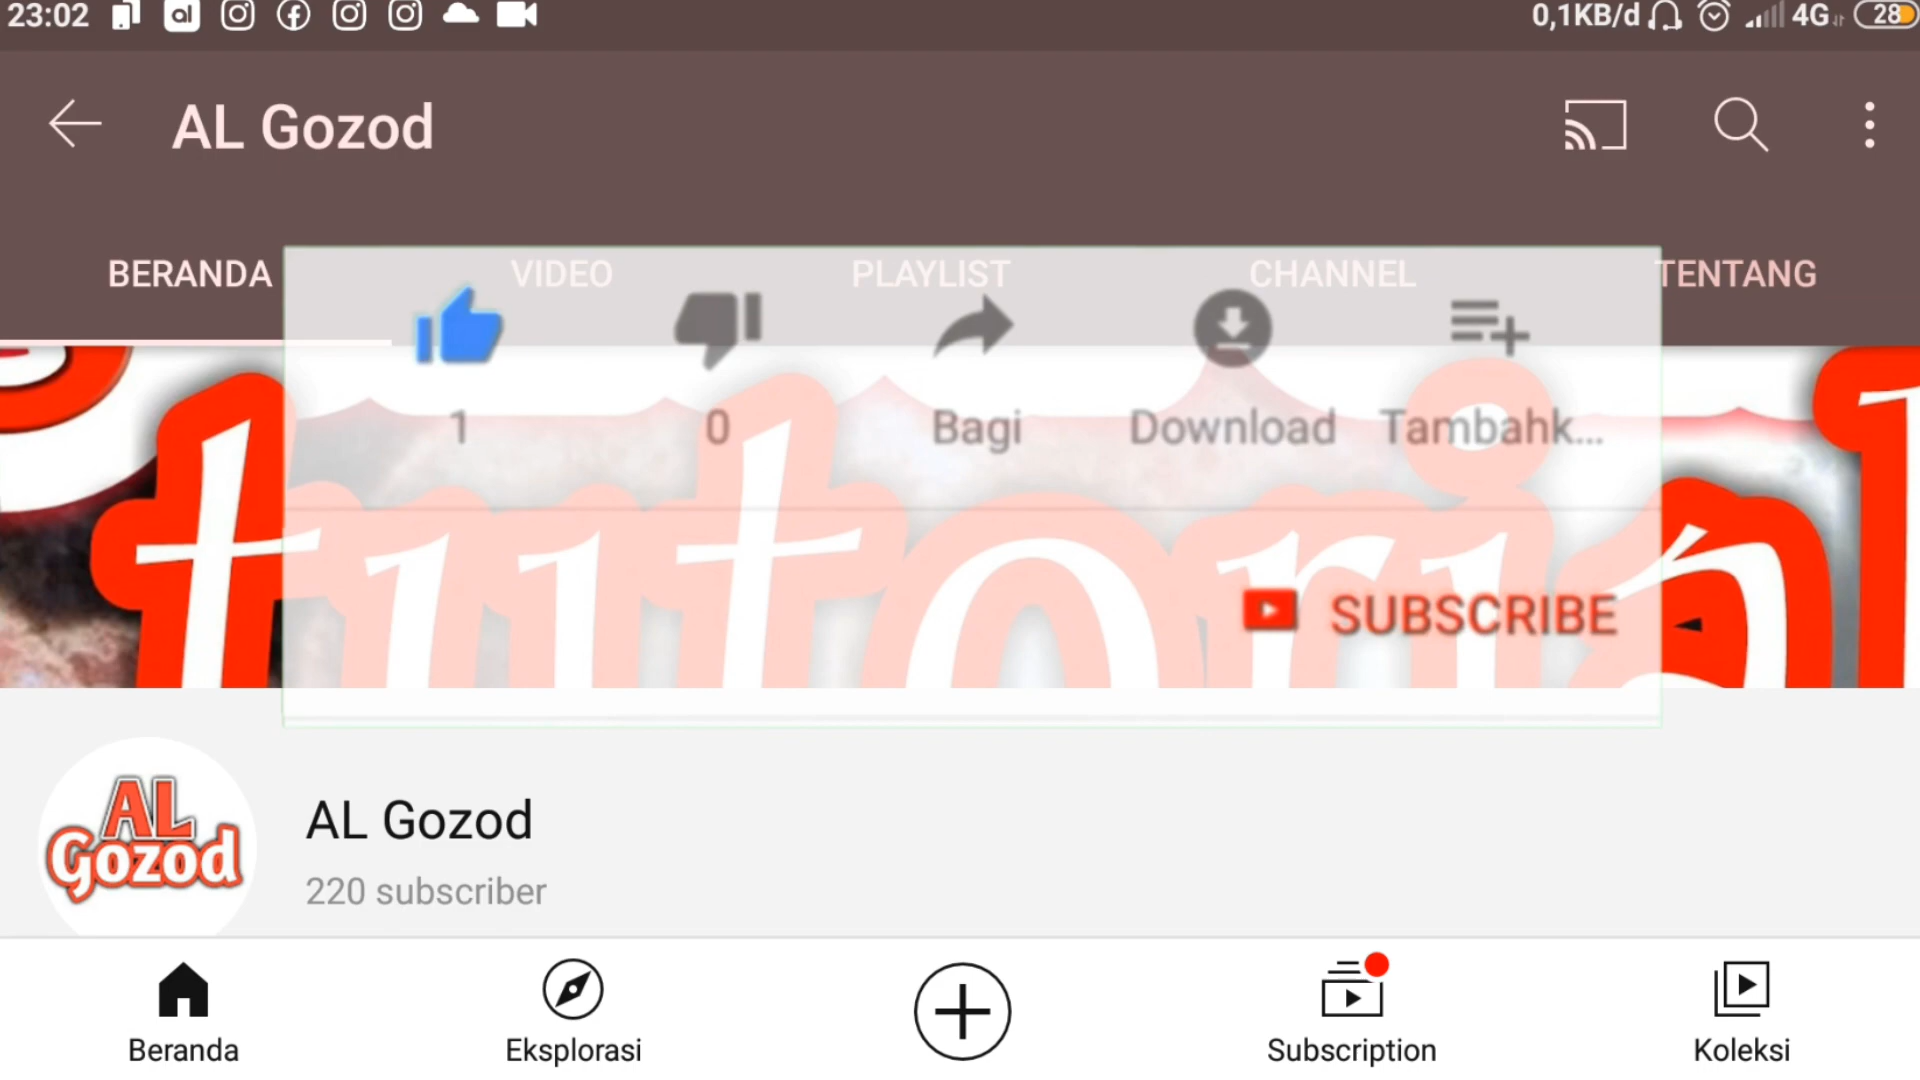 23:02 al 0,1KB/d 4G 28
AL Gozod
BERANDA VIDEO PLAYLIST CHANNEL TENTANG
1 0 Bagi Download Tambahk...
tutorial
SUBSCRIBE
AL
Gozod
AL Gozod
220 subscriber
Beranda Eksplorasi Subscription Koleksi